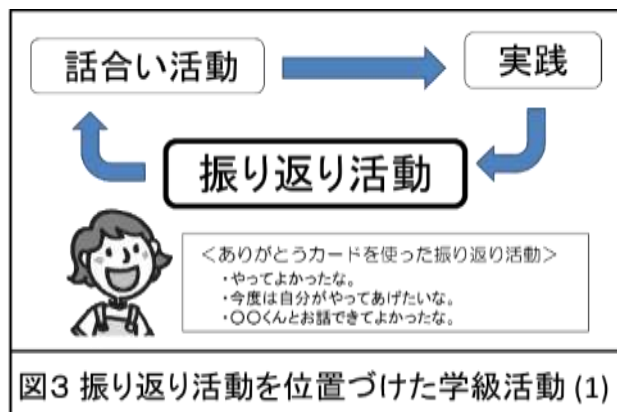 話合い活動
実践
振り返り活動
＜ありがとうカードを使った振り返り活動＞
・やってよかったな。
・今度は自分がやってあげたいな。
・〇〇くんとお話できてよかったな。
図３ 振り返り活動を位置づけた学級活動 (1)